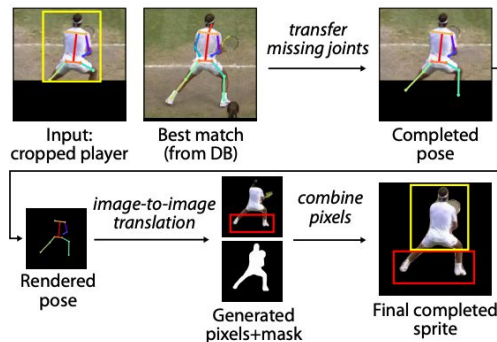 transfer
missing joints
Input:
cropped player
Best match
(from DB)
Completed
pose
image-to-image
translation
combine
pixels
Rendered
pose
Generated
pixels+mask
Final completed
sprite